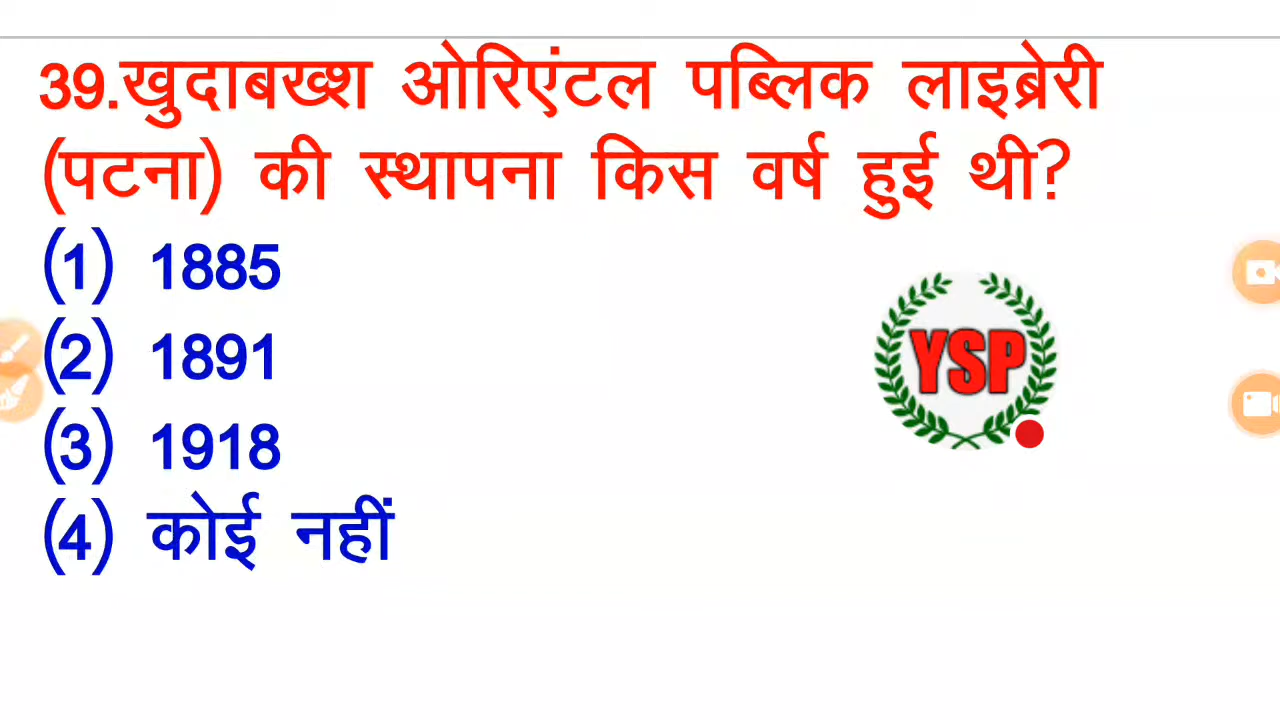 39.खुदाबख्श ओरिएंटल पब्लिक लाइब्रेरी
(पटना) की स्थापना किस वर्ष हुई थी?
(1) 1885
(2) 1891
(3) 1918
(4) कोई नहीं
YSP